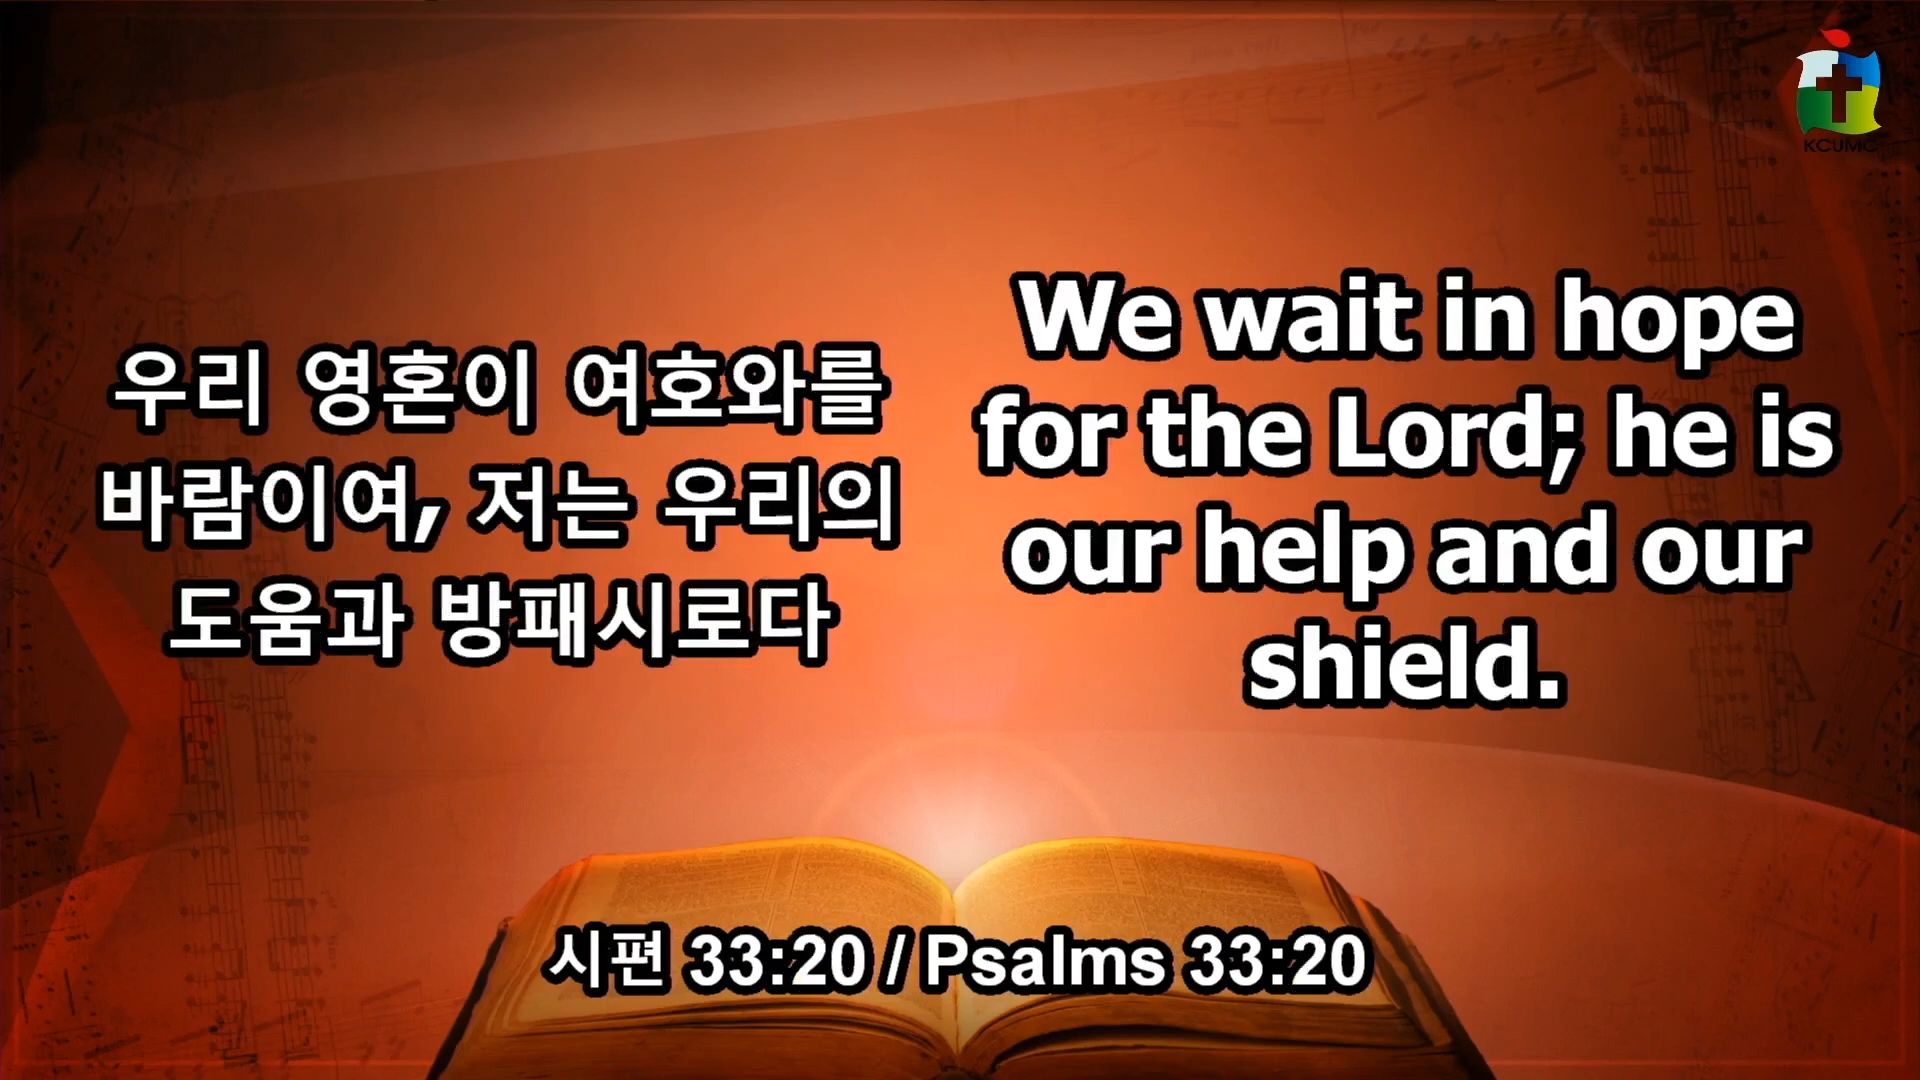 우리 영혼이 여호와를
바람이여, 저는 우리의
도움과 방패시로다
We wait in hope
for the Lord; he is
our help and our
shield.
시편 33:20 / Psalms 33:20
KCUMC